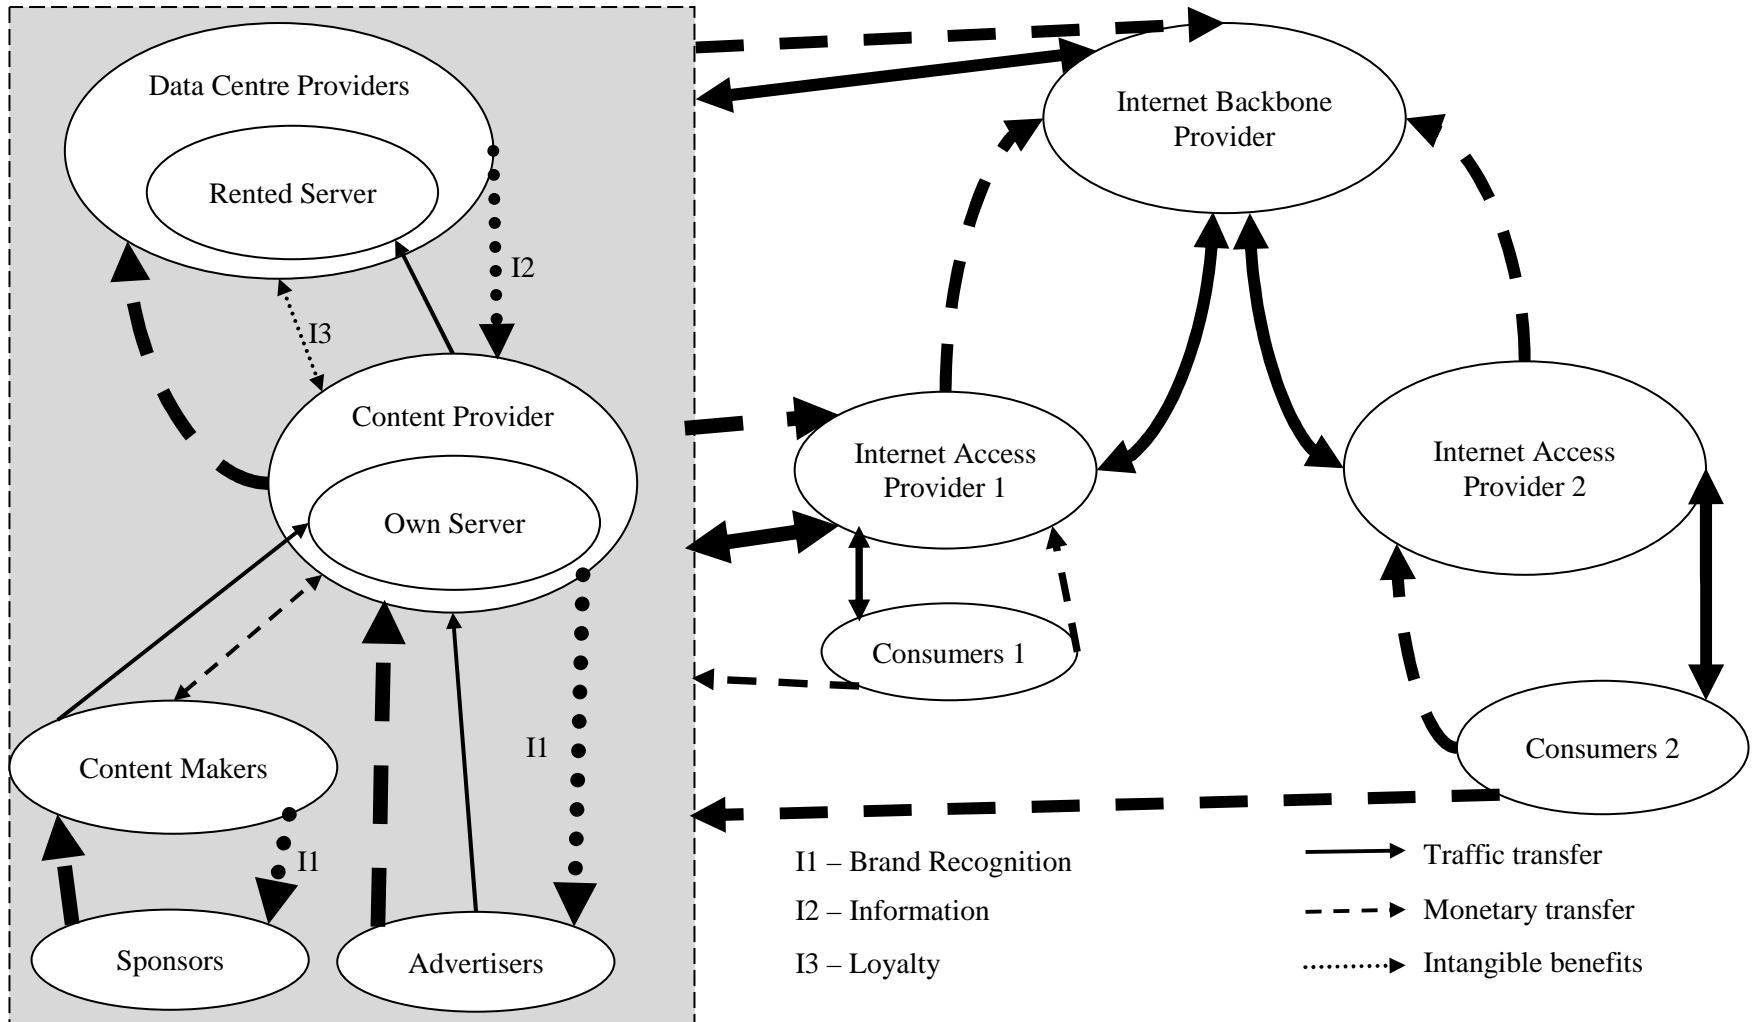 Data Centre Providers
Rented Server
I2
I3
Content Provider
Own Server
I1
Content Makers
I1
Sponsors
Advertisers
Internet Backbone
Provider
Internet Access
Provider 1
Internet Access
Provider 2
Consumers 1
Consumers 2
I1 – Brand Recognition
I2 – Information
I3 – Loyalty
Traffic transfer
Monetary transfer
Intangible benefits